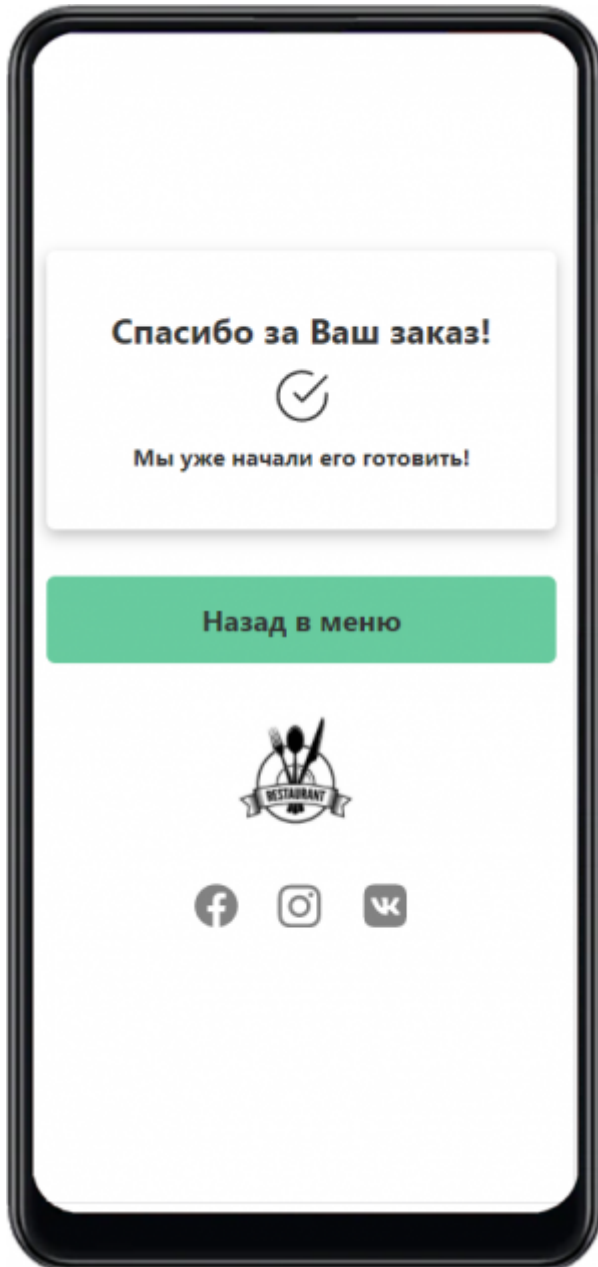 Спасибо за Ваш заказ!
Мы уже начали его готовить!
Назад в меню
RESTAURANT